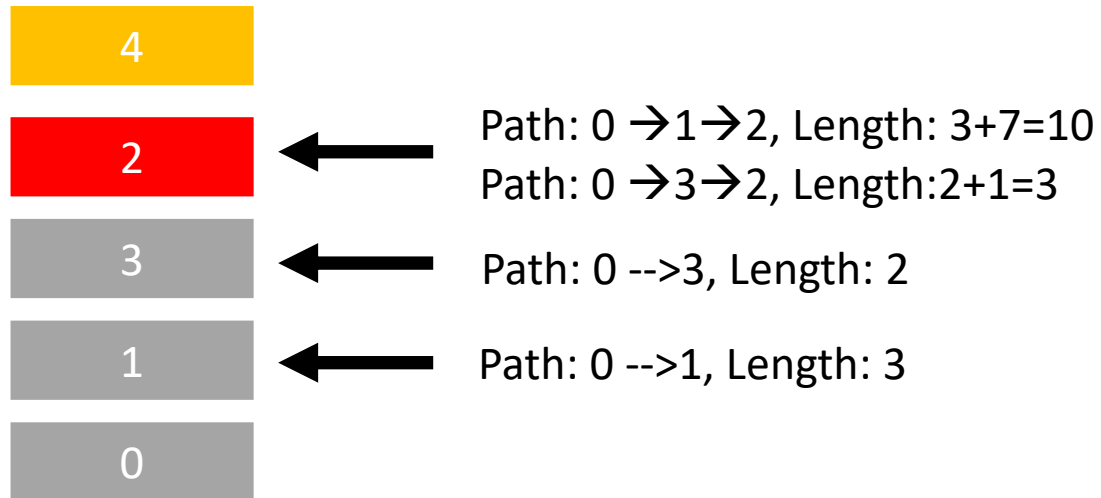 4
2
Path: 0 →1→2, Length: 3+7=10
Path: 0 →3→2, Length:2+1=3
3
Path: 0 -->3, Length: 2
1
Path: 0 -->1, Length: 3
0